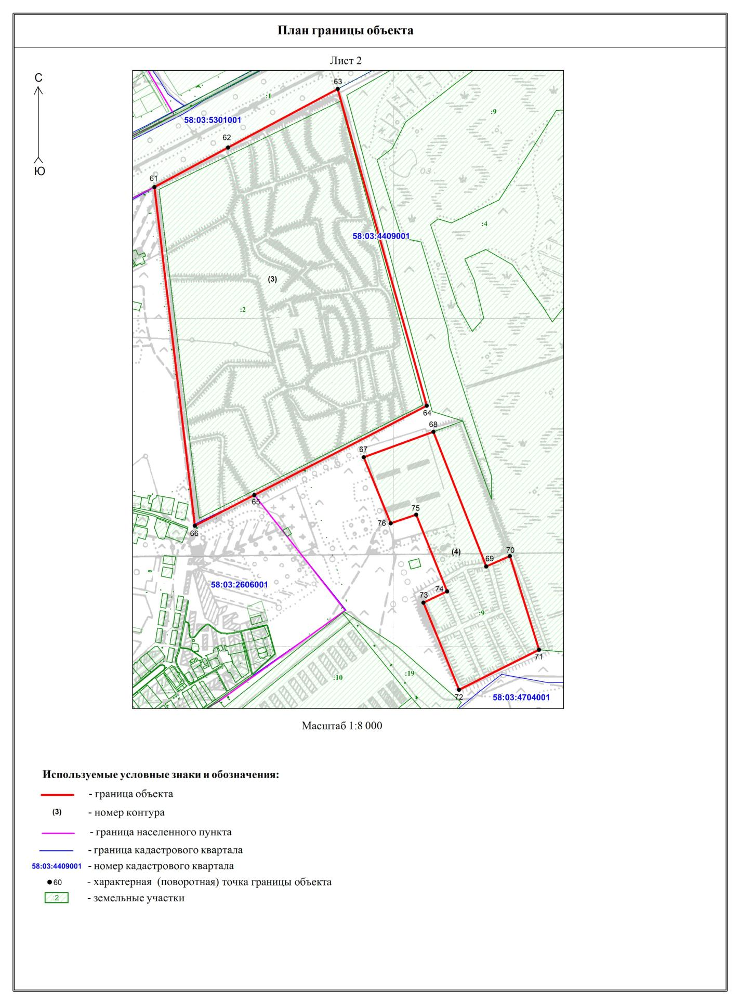 План границы объекта
Лист 2
С
Ю
63
:1
:9
58:03:5301001
62
03
61
:4
58:03:4409001
(3)
:2
64
68
67
65
75
76
66
(4)
70
69
58:03:2606001
74
73
:9
71
:19
:10
72
58:03:4704001
Масштаб 1:8 000
Используемые условные знаки и обозначения:
- граница объекта
(3) - номер контура
- граница населенного пункта
- граница кадастрового квартала
58:03:4409001 - номер кадастрового квартала
60 - характерная (поворотная) точка границы объекта
:2 - земельные участки